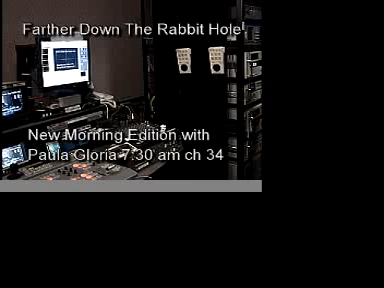 Farther Down The Rabbit Hole
New Morning Edition with
Paula Gloria 7:30 am ch 34